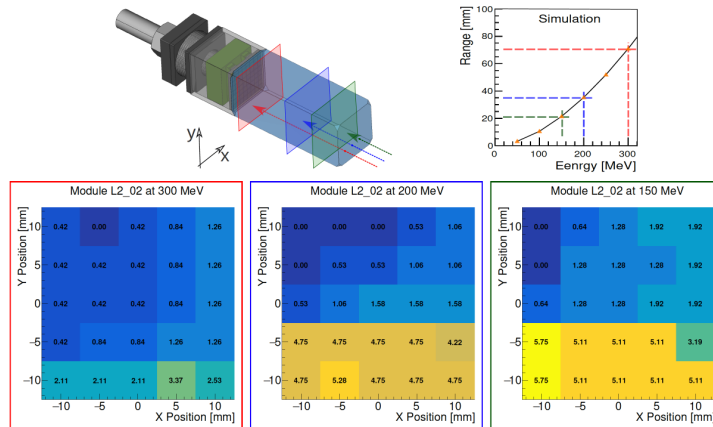 y
x
Range [mm]
100
80
60
40
20
0
Simulation
0
100
200
300
Eenrgy [MeV]
Module L2_02 at 300 MeV
Y Position [mm]
10
0.42 0.00 0.42 0.84 1.26
5
0.42 0.42 0.42 0.84 1.26
0
0.42 0.42 0.42 0.84 1.26
−5
0.42 0.84 0.84 1.26 1.26
−10
2.11 2.11 2.11 3.37 2.53
−10 −5 0 5 10
X Position [mm]
Module L2_02 at 200 MeV
Y Position [mm]
10
0.00 0.00 0.00 0.53 1.06
5
0.00 0.53 0.53 1.06 1.06
0
0.53 1.06 1.58 1.58 1.58
−5
4.75 4.75 4.75 4.75 4.22
−10
4.75 5.28 4.75 4.75 4.75
−10 −5 0 5 10
X Position [mm]
Module L2_02 at 150 MeV
Y Position [mm]
10
0.00 0.64 1.28 1.92 1.92
5
0.00 1.28 1.28 1.28 1.92
0
0.64 1.28 1.28 1.92 1.92
−5
5.75 5.11 5.11 5.11 3.19
−10
5.75 5.11 5.11 5.11 5.11
−10 −5 0 5 10
X Position [mm]